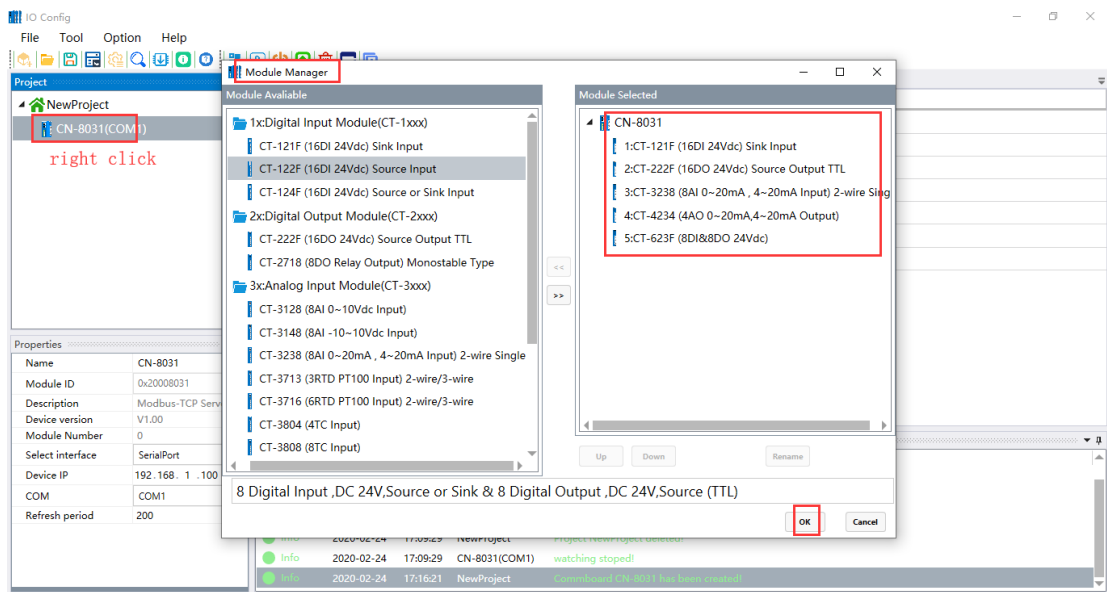 IO Config
File Tool Option Help
Project
NewProject
CN-8031(COM1)
right click
Properties
Name CN-8031
Module ID 0x20008031
Description Modbus-TCP Serv
Device version V1.00
Module Number 0
Select interface SerialPort
Device IP 192.168. 1 .100
COM COM1
Refresh period 200
Module Manager
Module Avaliable
1x:Digital Input Module(CT-1xxx)
CT-121F (16DI 24Vdc) Sink Input
CT-122F (16DI 24Vdc) Source Input
CT-124F (16DI 24Vdc) Source or Sink Input
2x:Digital Output Module(CT-2xxx)
CT-222F (16DO 24Vdc) Source Output TTL
CT-2718 (8DO Relay Output) Monostable Type
3x:Analog Input Module(CT-3xxx)
CT-3128 (8AI 0~10Vdc Input)
CT-3148 (8AI -10~10Vdc Input)
CT-3238 (8AI 0~20mA , 4~20mA Input) 2-wire Single
CT-3713 (3RTD PT100 Input) 2-wire/3-wire
CT-3716 (6RTD PT100 Input) 2-wire/3-wire
CT-3804 (4TC Input)
CT-3808 (8TC Input)
<<
>>
Module Selected
CN-8031
1:CT-121F (16DI 24Vdc) Sink Input
2:CT-222F (16DO 24Vdc) Source Output TTL
3:CT-3238 (8AI 0~20mA , 4~20mA Input) 2-wire Sing
4:CT-4234 (4AO 0~20mA,4~20mA Output)
5:CT-623F (8DI&8DO 24Vdc)
Up Down Rename
8 Digital Input ,DC 24V,Source or Sink & 8 Digital Output ,DC 24V,Source (TTL)
OK Cancel
Info 2020-02-24 17:09:29 NewProject Project NewProject deleted!
Info 2020-02-24 17:09:29 CN-8031(COM1) watching stoped!
Info 2020-02-24 17:16:21 NewProject Commboard CN-8031 has been created!